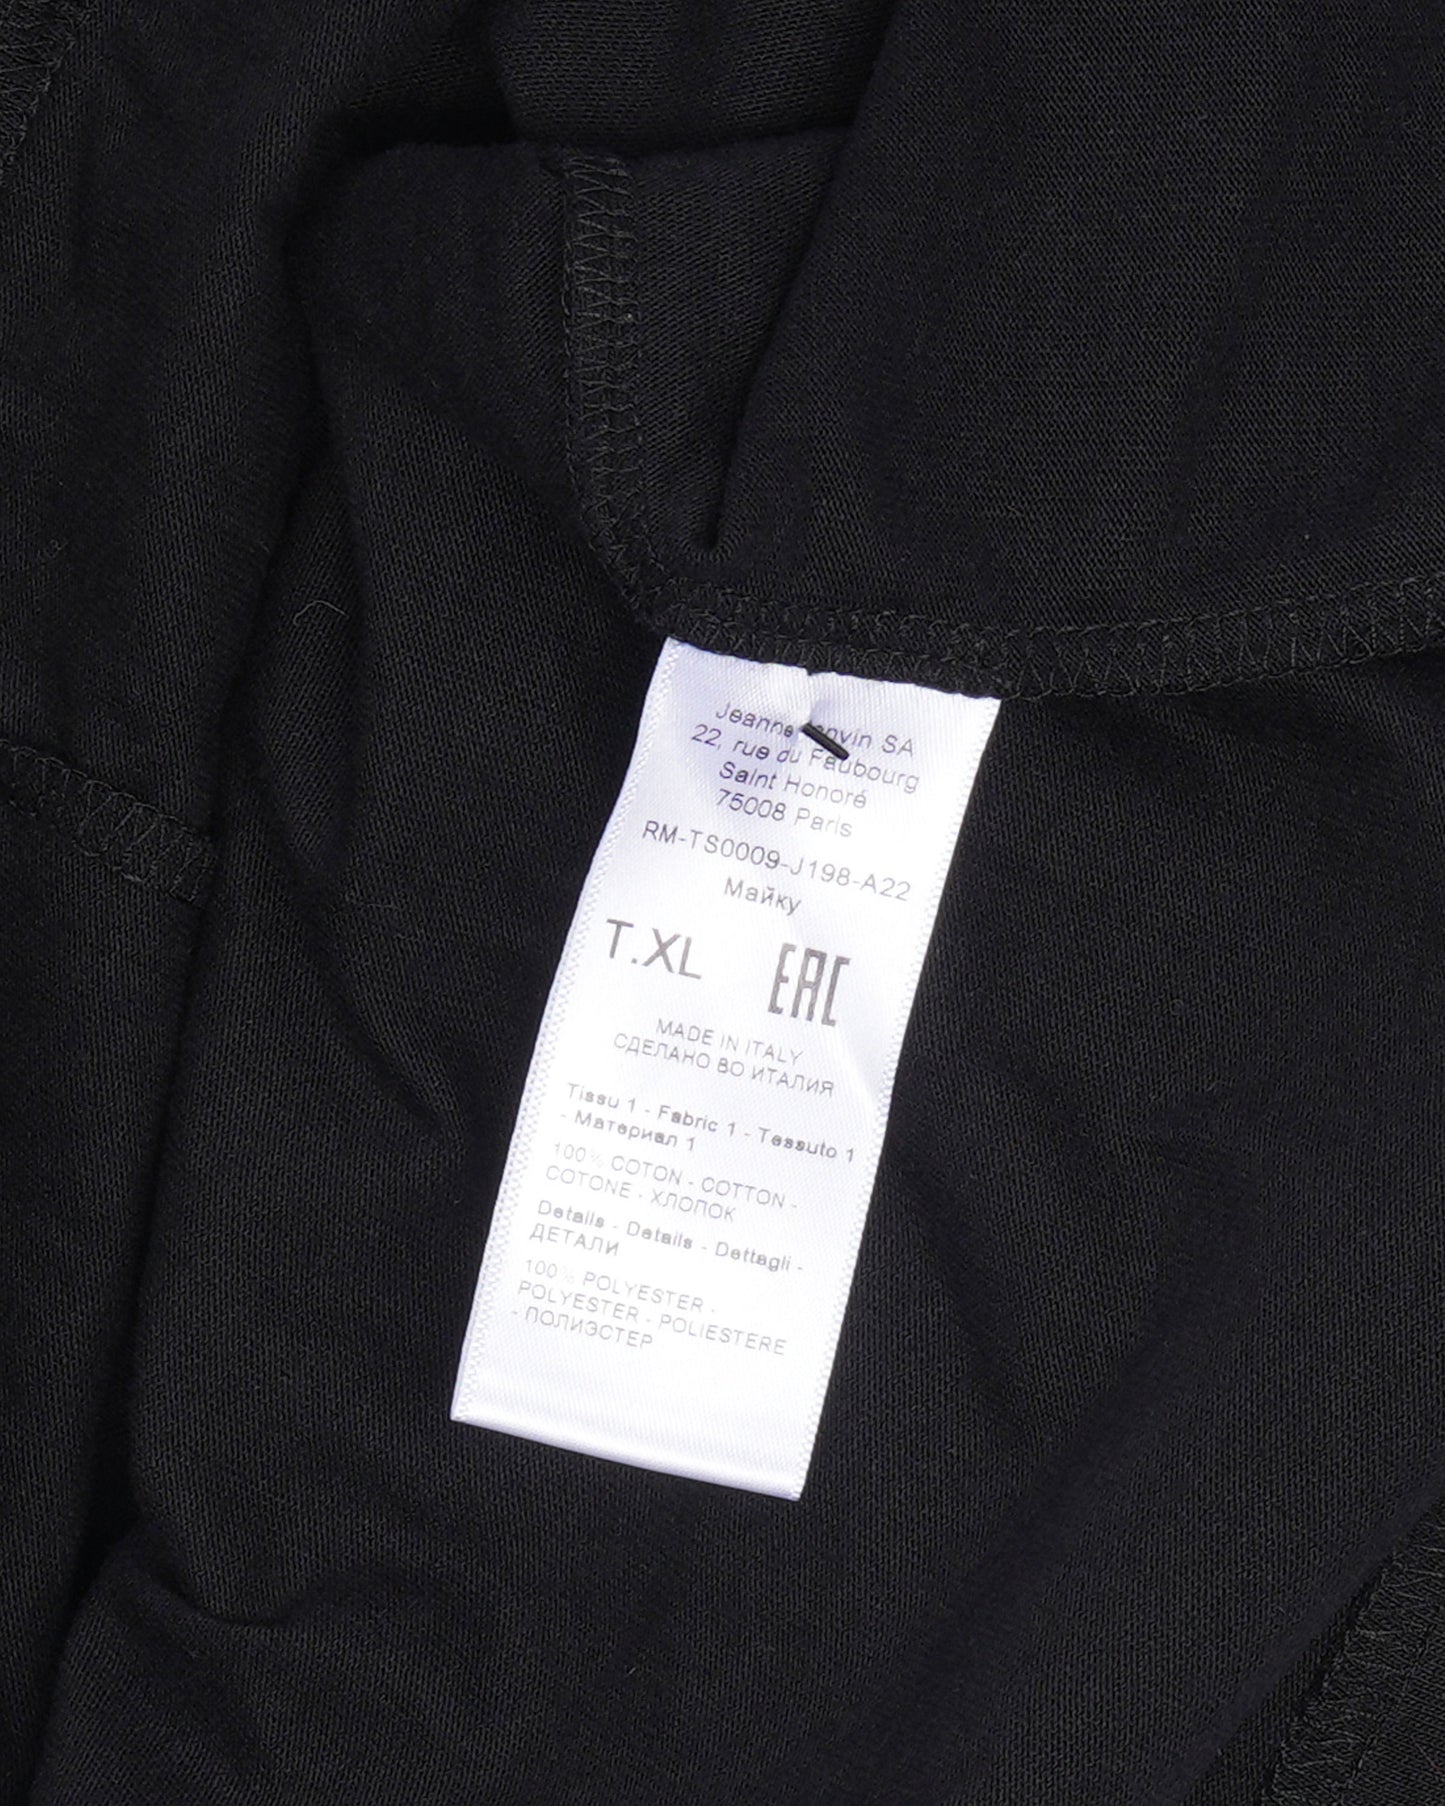 Jeanne Lanvin SA
22, rue du Faubourg
Saint Honoré
75008 Paris
RM-TS0009-J198-A22
Майку
T.XL EAC
MADE IN ITALY
СДЕЛАНО ВО ИТАЛИЯ
Tissu 1 - Fabric 1 - Tessuto 1
- Материал 1
100% COTON - COTTON -
COTONE - ХЛОПОК
Details - Details - Dettagli -
ДЕТАЛИ
100% POLYESTER -
POLYESTER - POLIESTERE
- ПОЛИЭСТЕР